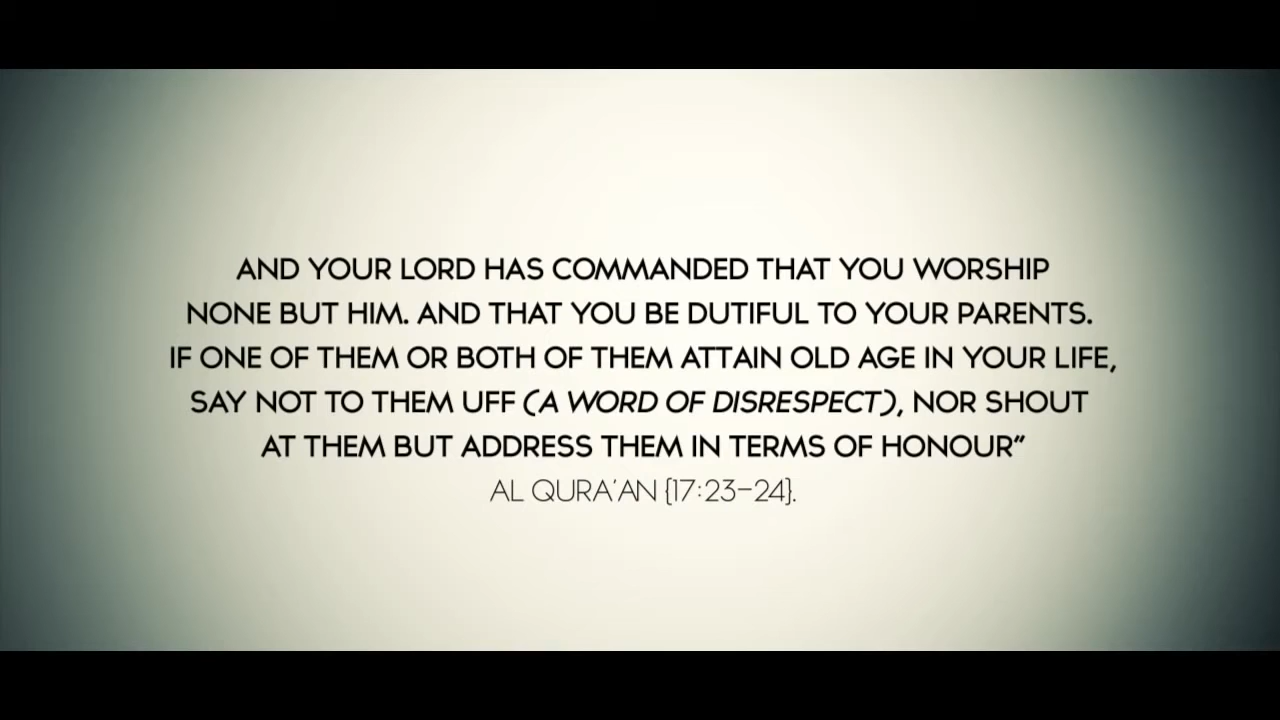 AND YOUR LORD HAS COMMANDED THAT YOU WORSHIP
NONE BUT HIM. AND THAT YOU BE DUTIFUL TO YOUR PARENTS.
IF ONE OF THEM OR BOTH OF THEM ATTAIN OLD AGE IN YOUR LIFE,
SAY NOT TO THEM UFF (A WORD OF DISRESPECT), NOR SHOUT
AT THEM BUT ADDRESS THEM IN TERMS OF HONOUR”
AL QURA’AN {17:23–24}.